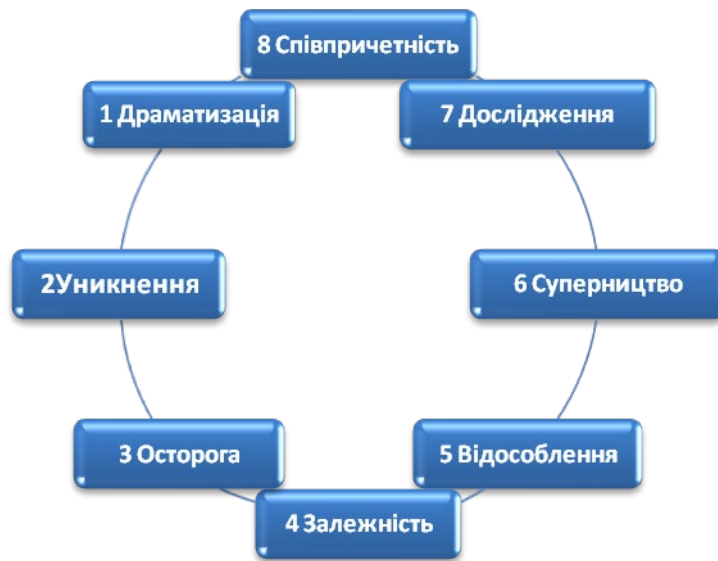 8 Співпричетність
1 Драматизація
7 Дослідження
2Уникнення
6 Суперництво
3 Осторога
5 Відособлення
4 Залежність